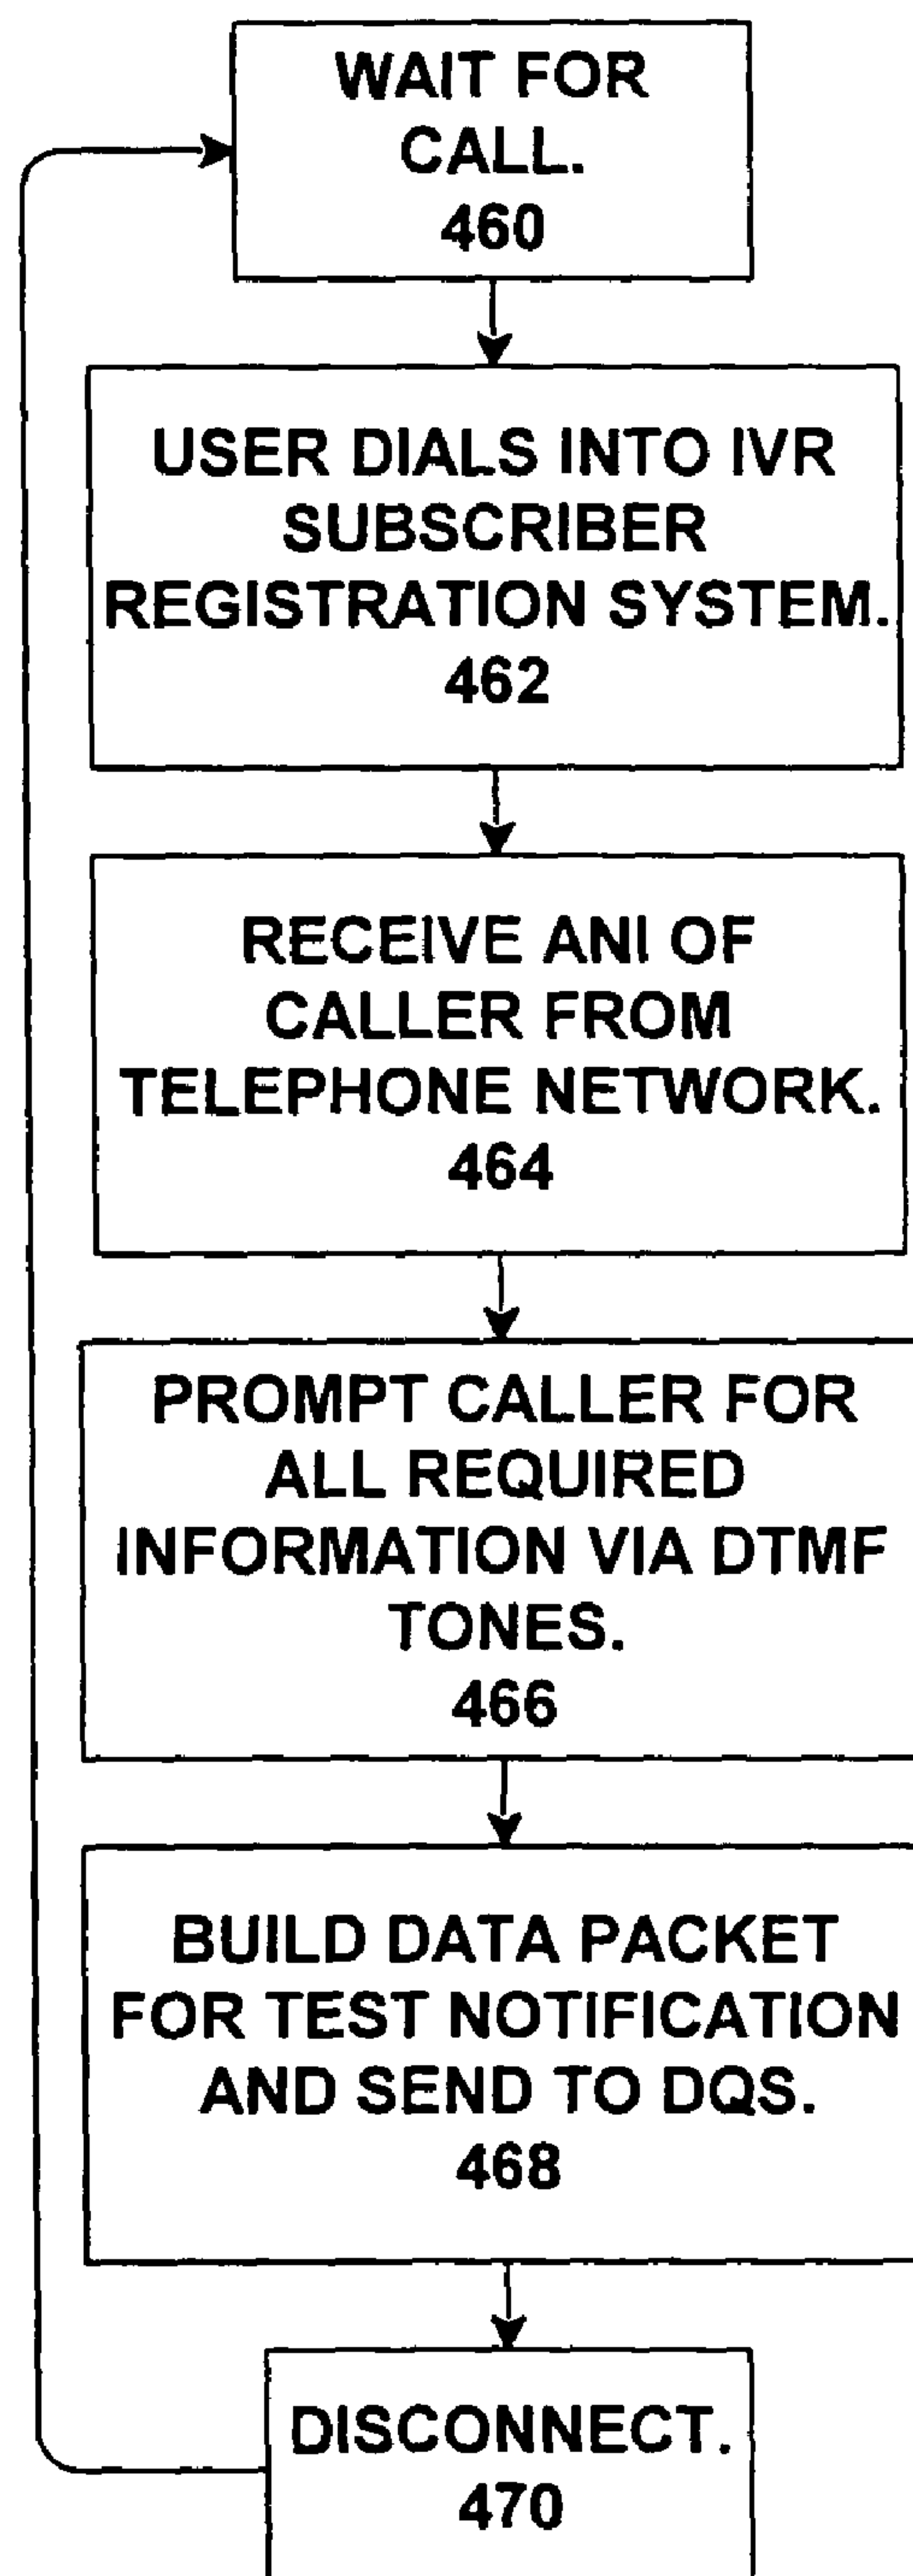 WAIT FOR
CALL.
460
USER DIALS INTO IVR
SUBSCRIBER
REGISTRATION SYSTEM.
462
RECEIVE ANI OF
CALLER FROM
TELEPHONE NETWORK.
464
PROMPT CALLER FOR
ALL REQUIRED
INFORMATION VIA DTMF
TONES.
466
BUILD DATA PACKET
FOR TEST NOTIFICATION
AND SEND TO DQS.
468
DISCONNECT.
470